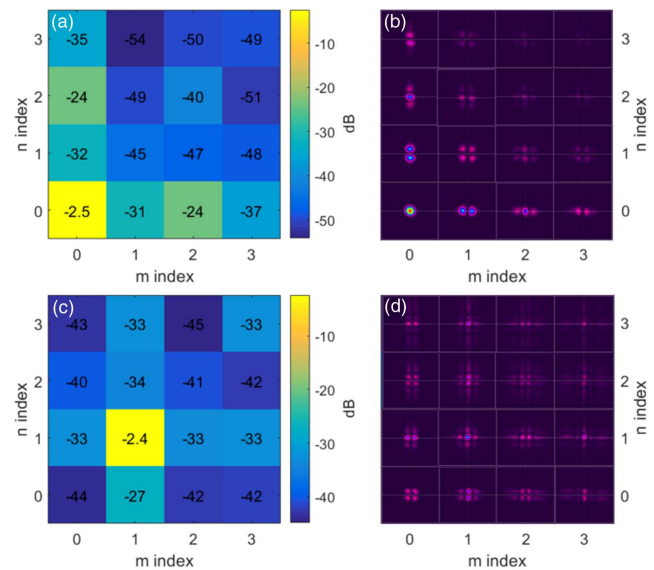 (a)
3 -35 -54 -50 -49
2 -24 -49 -40 -51
1 -32 -45 -47 -48
0 -2.5 -31 -24 -37
0 1 2 3
m index
n index
-10
-20
-30
-40
-50
dB
(b)
3
2
1
0
n index
0 1 2 3
m index
(c)
3 -43 -33 -45 -33
2 -40 -34 -41 -42
1 -33 -2.4 -33 -33
0 -44 -27 -42 -42
0 1 2 3
m index
n index
-10
-20
-30
-40
dB
(d)
3
2
1
0
n index
0 1 2 3
m index